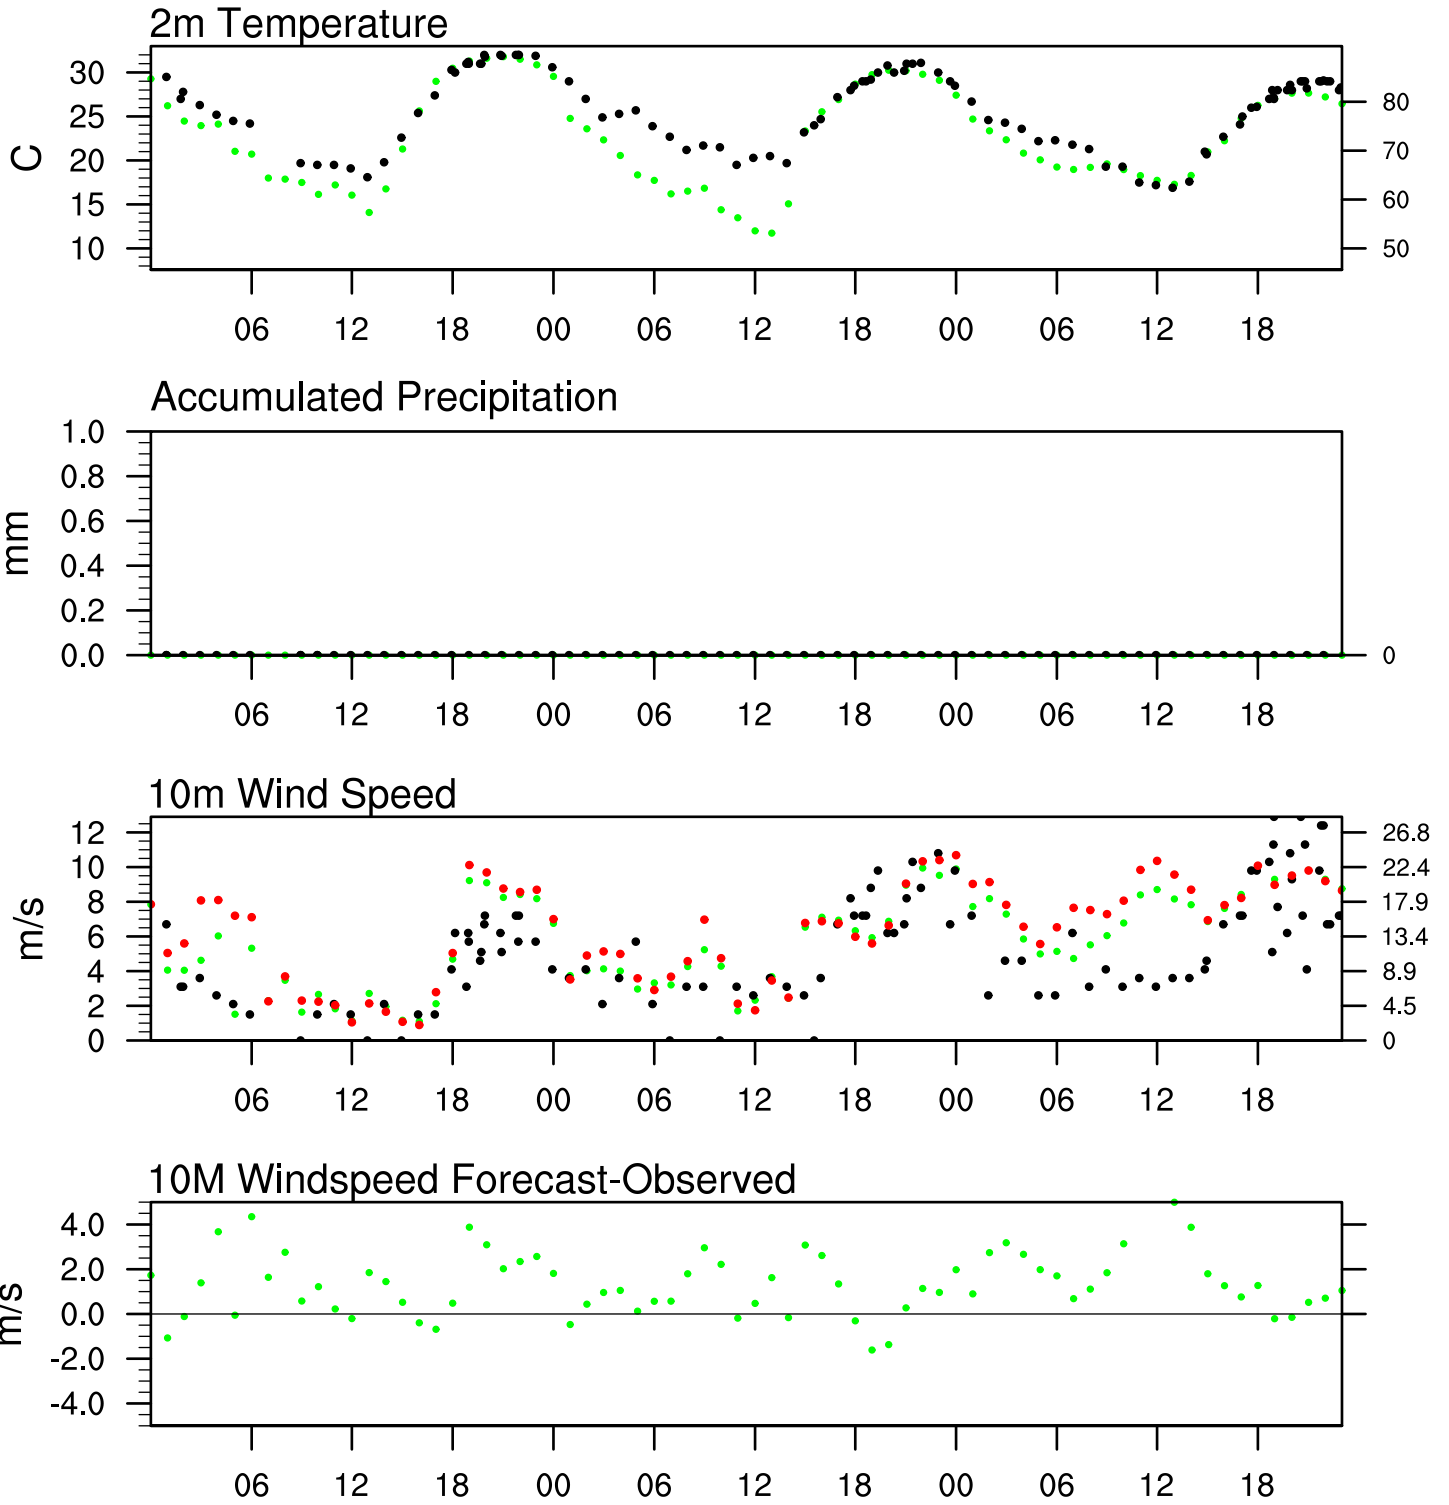 2m Temperature
C
30
25
20
15
10
80
70
60
50
06 12 18 00 06 12 18 00 06 12 18
Accumulated Precipitation
mm
1.0
0.8
0.6
0.4
0.2
0.0
0
06 12 18 00 06 12 18 00 06 12 18
10m Wind Speed
m/s
12
10
8
6
4
2
0
26.8
22.4
17.9
13.4
8.9
4.5
0
06 12 18 00 06 12 18 00 06 12 18
10M Windspeed Forecast-Observed
m/s
4.0
2.0
0.0
-2.0
-4.0
06 12 18 00 06 12 18 00 06 12 18